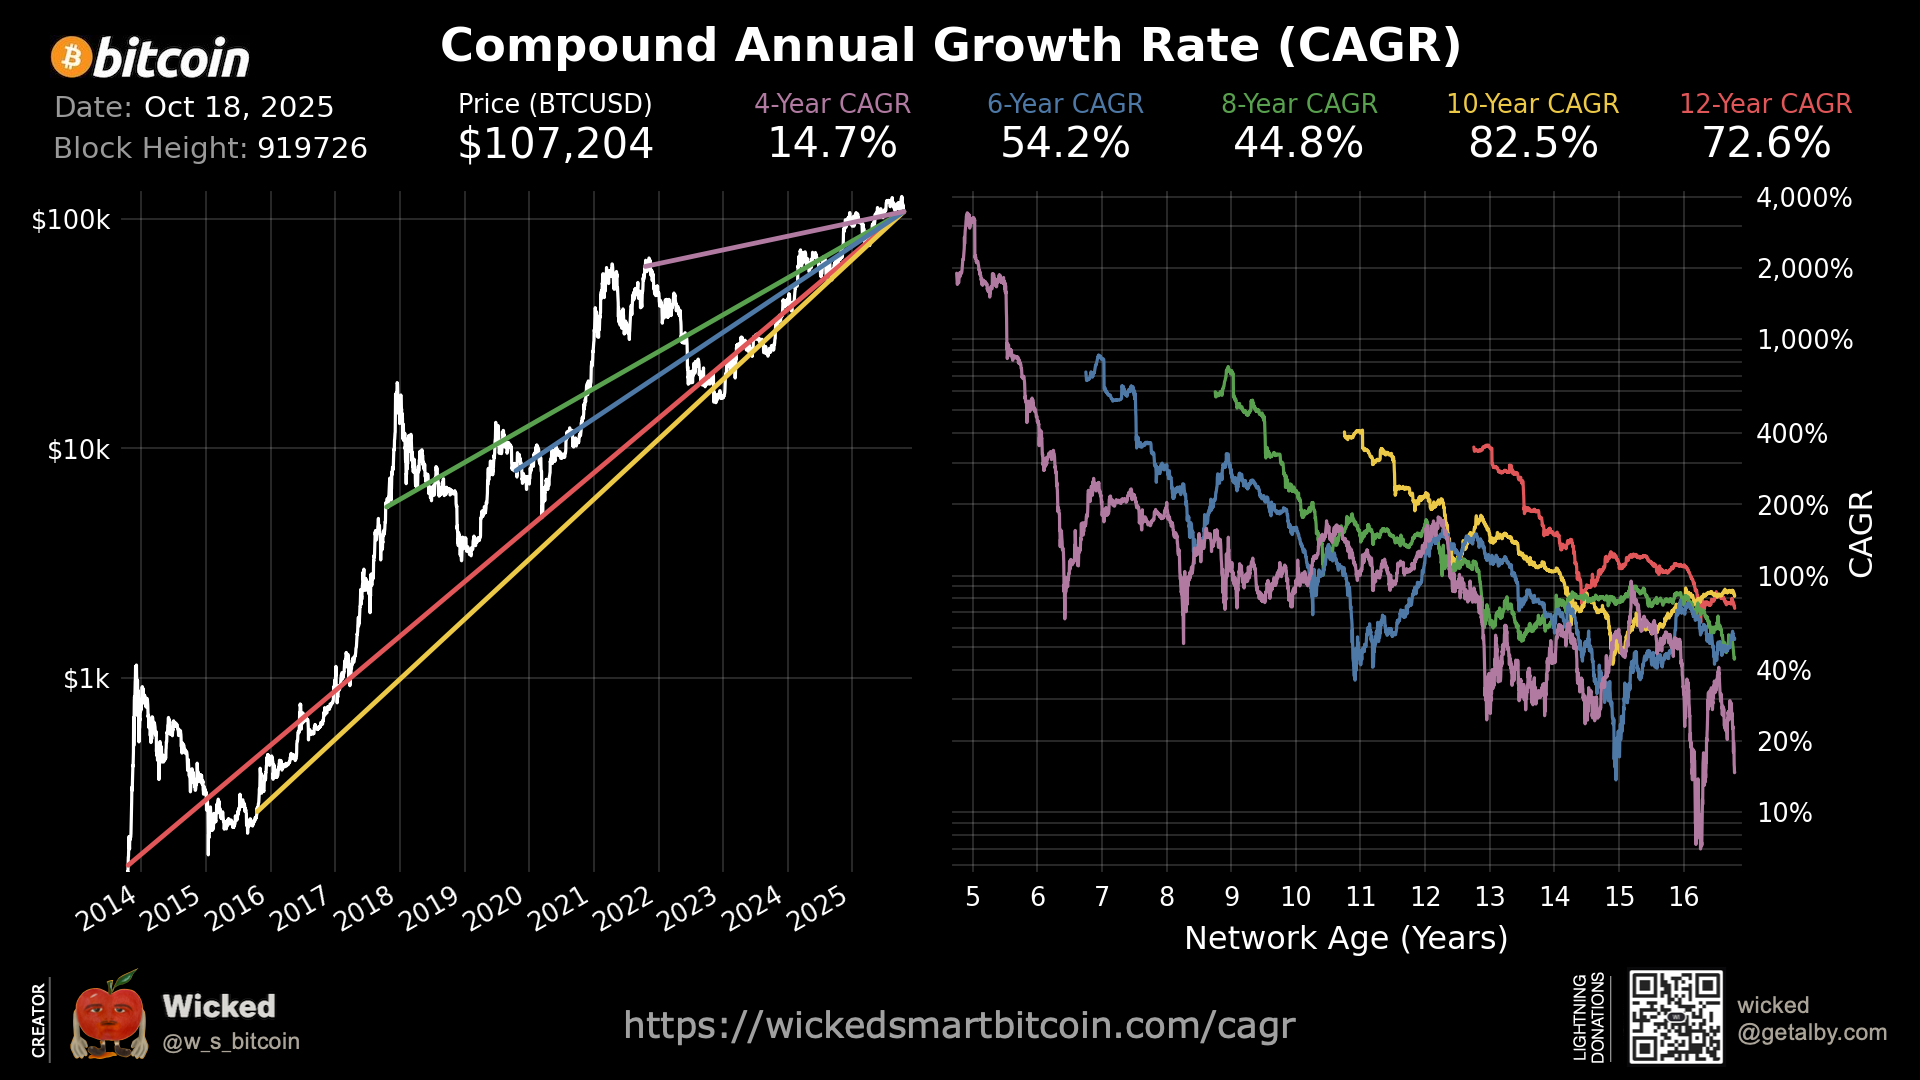 bitcoin
Compound Annual Growth Rate (CAGR)
Date: Oct 18, 2025
Block Height: 919726
Price (BTCUSD)
$107,204
4-Year CAGR
14.7%
6-Year CAGR
54.2%
8-Year CAGR
44.8%
10-Year CAGR
82.5%
12-Year CAGR
72.6%
$100k
$10k
$1k
2014 2015 2016 2017 2018 2019 2020 2021 2022 2023 2024 2025
4,000%
2,000%
1,000%
400%
200%
100%
40%
20%
10%
CAGR
5 6 7 8 9 10 11 12 13 14 15 16
Network Age (Years)
CREATOR
Wicked
@w_s_bitcoin
https://wickedsmartbitcoin.com/cagr
LIGHTNING
DONATIONS
wicked
@getalby.com